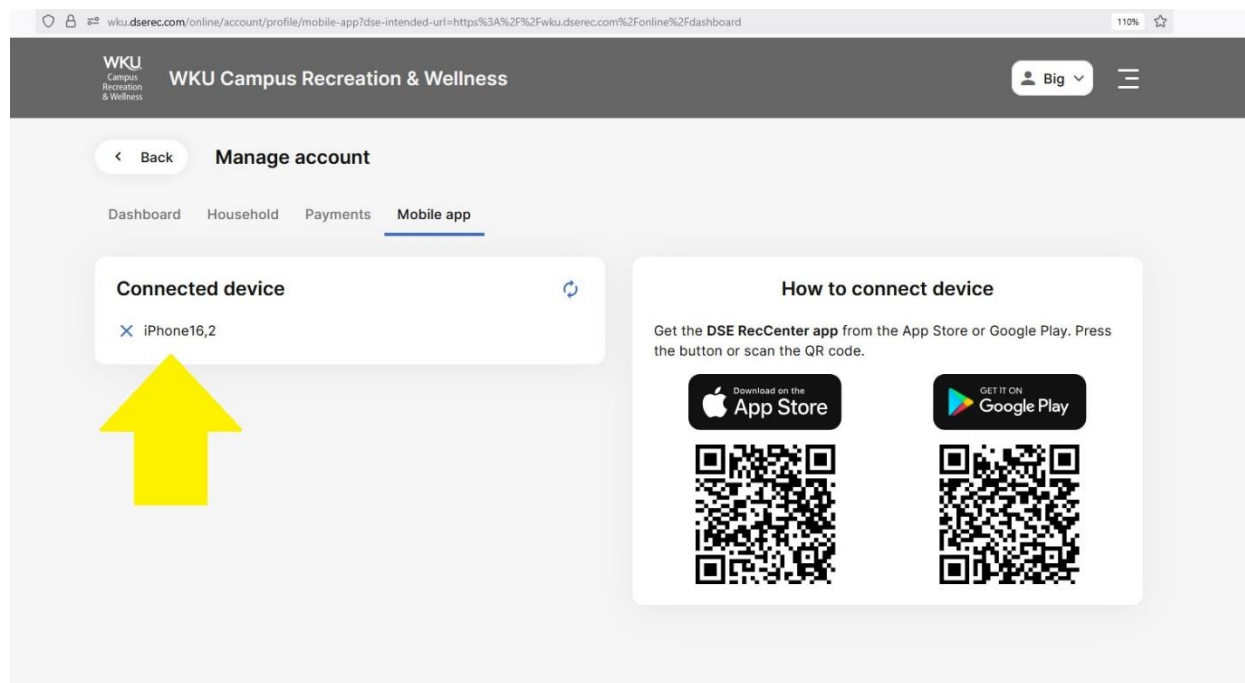 wku.dserec.com/online/account/profile/mobile-app?dse-intended-url=https%3A%2F%2Fwku.dserec.com%2Fonline%2Fdashboard
110%
WKU
Campus
Recreation
& Wellness
WKU Campus Recreation & Wellness
Big
Back
Manage account
Dashboard Household Payments Mobile app
Connected device
iPhone16,2
How to connect device
Get the DSE RecCenter app from the App Store or Google Play. Press
the button or scan the QR code.
Download on the
App Store
GET IT ON
Google Play